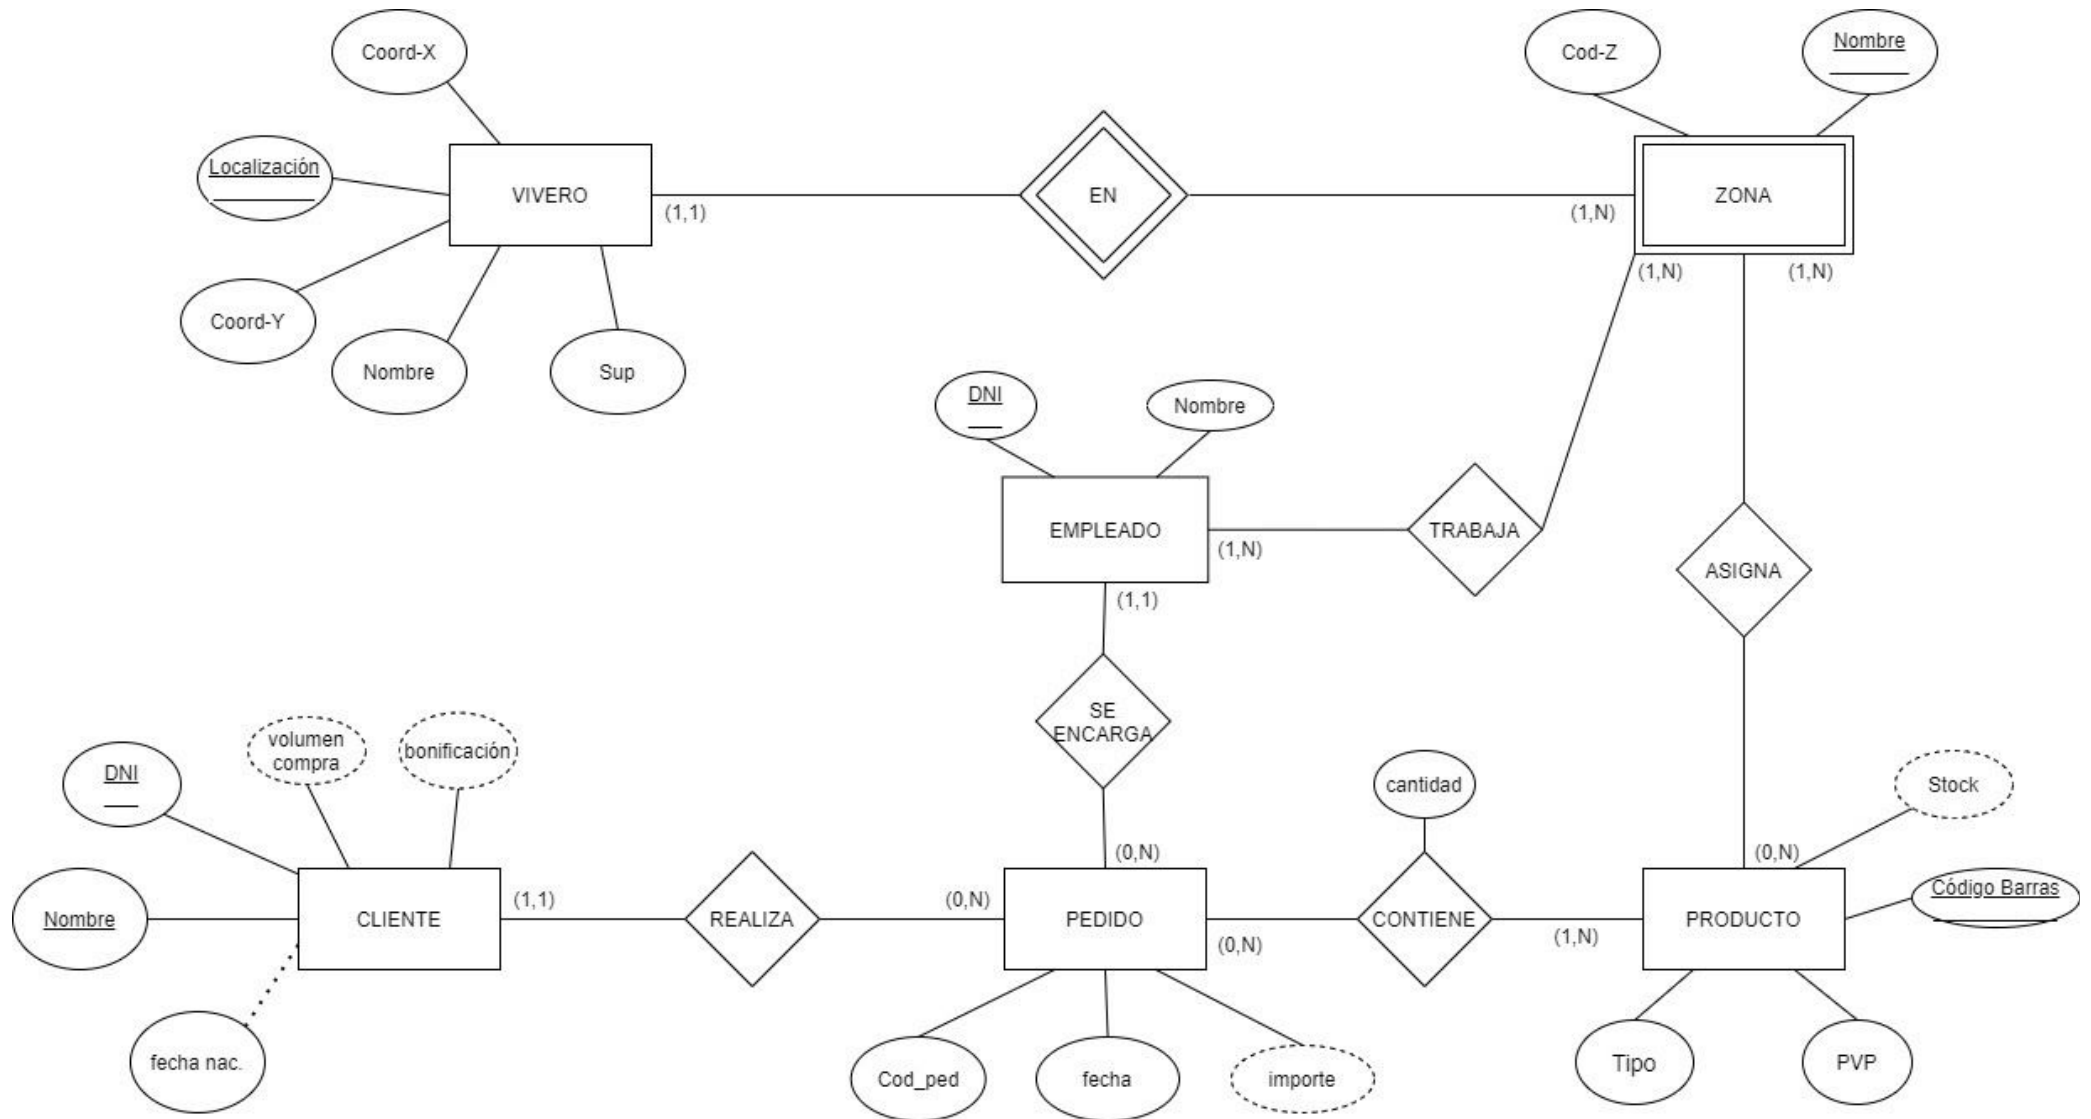 Coord-X
Cod-Z
Nombre
Localización
VIVERO
(1,1)
EN
(1,N)
ZONA
(1,N)
(1,N)
Coord-Y
Nombre
Sup
DNI
Nombre
EMPLEADO
(1,N)
TRABAJA
(1,1)
ASIGNA
SE
ENCARGA
volumen
compra
bonificación
DNI
cantidad
Stock
(0,N)
(0,N)
Código Barras
Nombre
CLIENTE
(1,1)
REALIZA
(0,N)
PEDIDO
(0,N)
CONTIENE
(1,N)
PRODUCTO
fecha nac.
Cod_ped
fecha
importe
Tipo
PVP